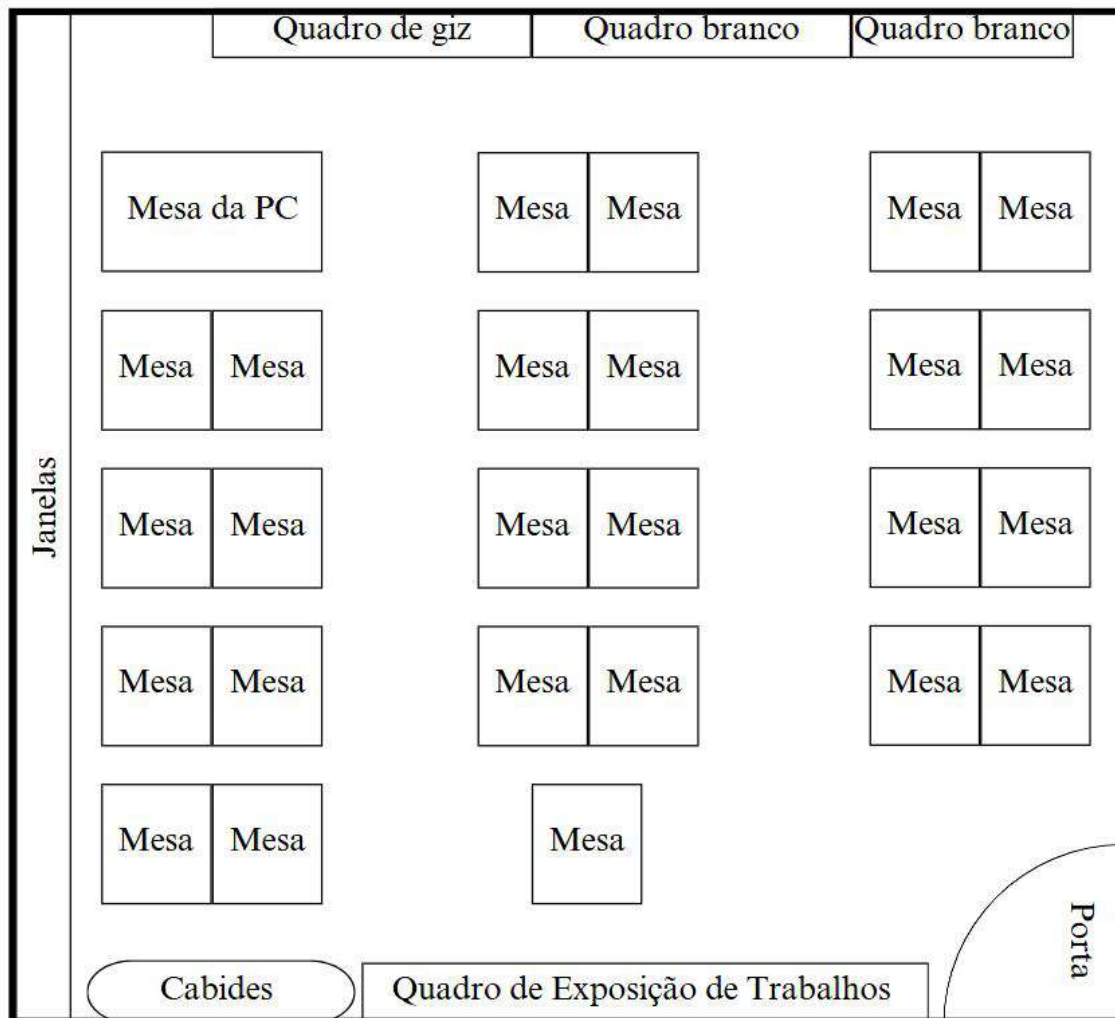 Quadro de giz Quadro branco Quadro branco
Mesa da PC Mesa Mesa Mesa Mesa
Mesa Mesa Mesa Mesa Mesa Mesa
Janelas
Mesa Mesa Mesa Mesa Mesa Mesa
Mesa Mesa Mesa Mesa Mesa Mesa
Mesa Mesa Mesa
Porta
Cabides Quadro de Exposição de Trabalhos